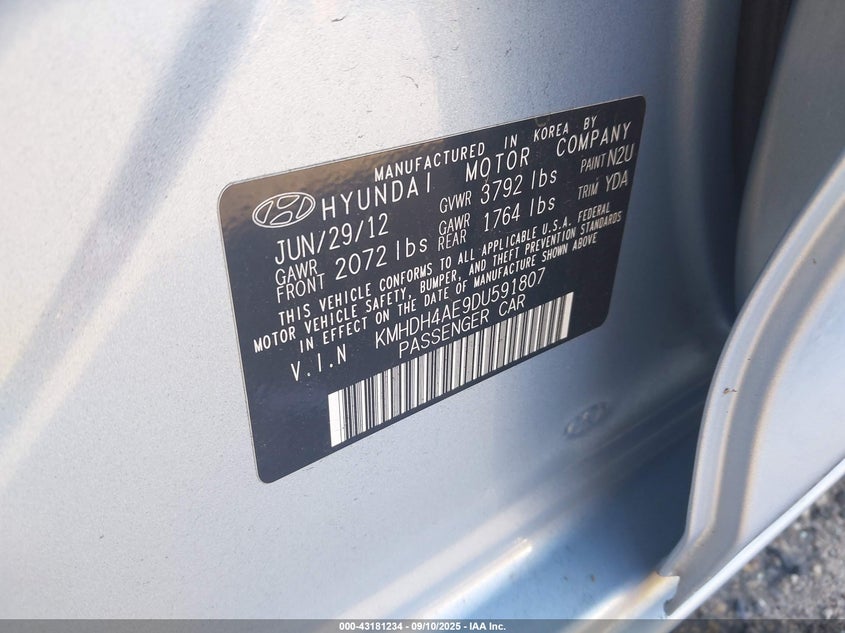 MANUFACTURED IN KOREA BY
HYUNDAI MOTOR COMPANY
JUN/29/12 GVWR 3792 lbs PAINT N2U
GAWR FRONT 2072 lbs GAWR REAR 1764 lbs TRIM YDA
THIS VEHICLE CONFORMS TO ALL APPLICABLE U.S.A. FEDERAL
MOTOR VEHICLE SAFETY, BUMPER, AND THEFT PREVENTION STANDARDS
IN EFFECT ON THE DATE OF MANUFACTURE SHOWN ABOVE
V.I.N KMHDH4AE9DU591807
PASSENGER CAR
000-43181234 - 09/10/2025 - IAA Inc.